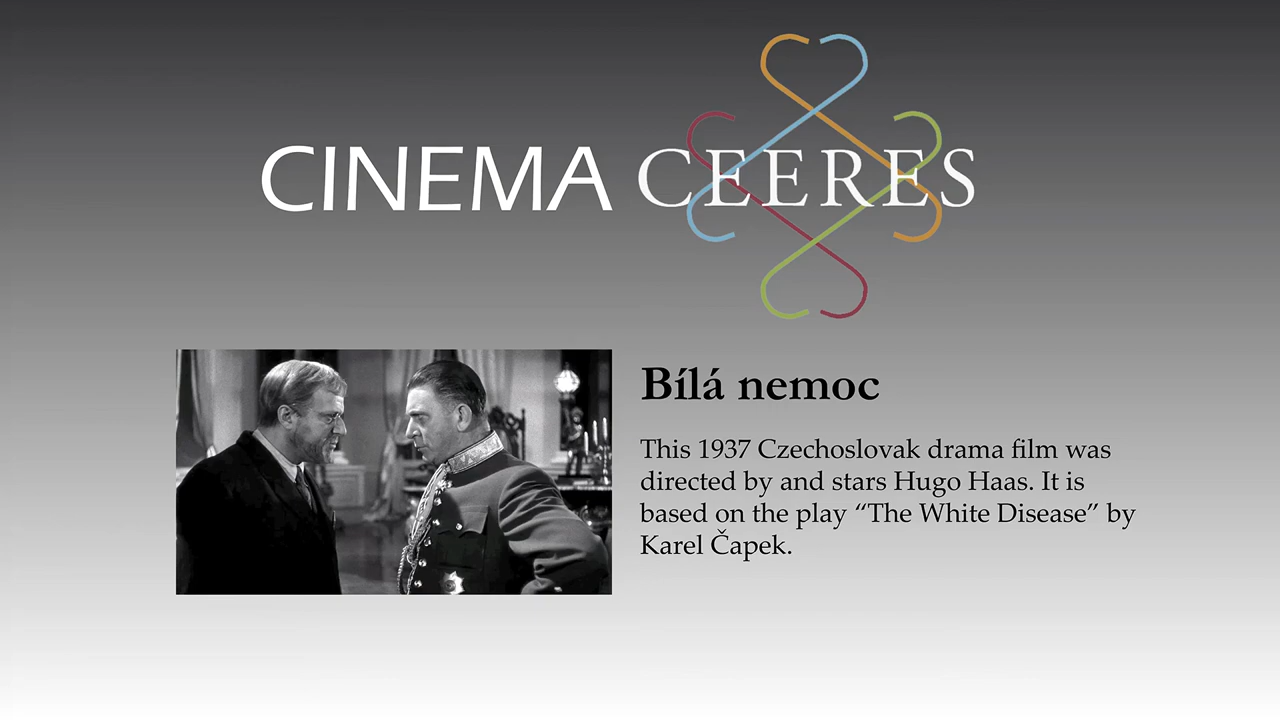 CINEMA CEERES
Bílá nemoc
This 1937 Czechoslovak drama film was
directed by and stars Hugo Haas. It is
based on the play “The White Disease” by
Karel Čapek.